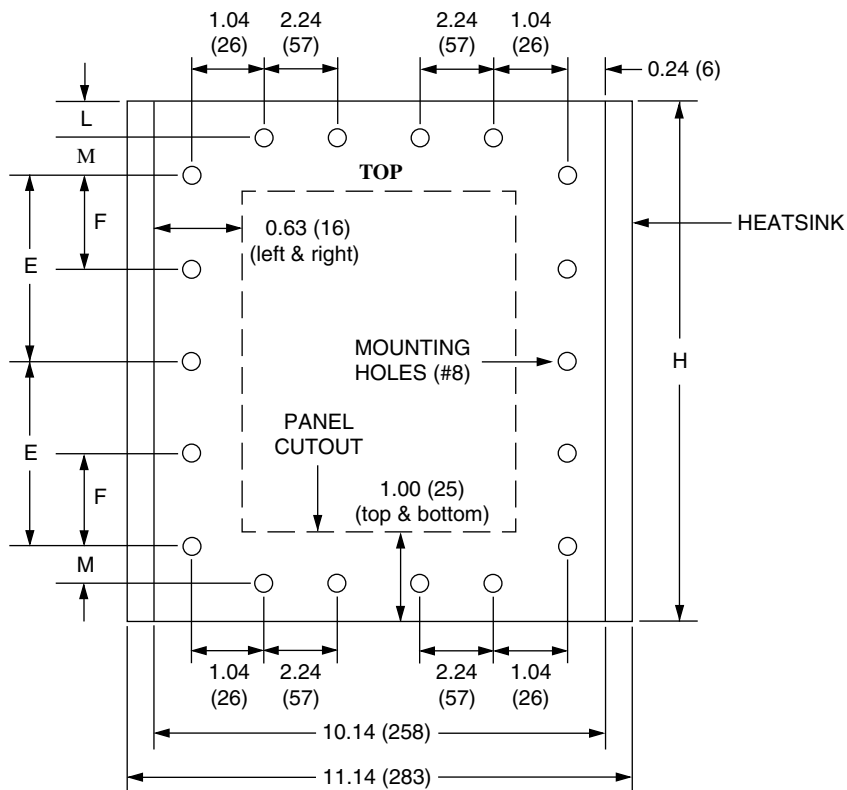 1.04 2.24 2.24 1.04
(26) (57) (57) (26)
0.24 (6)
L
M
TOP
F
0.63 (16)
(left & right)
HEATSINK
E
MOUNTING
HOLES (#8)
H
PANEL
CUTOUT
E
1.00 (25)
(top & bottom)
F
M
1.04 2.24 2.24 1.04
(26) (57) (57) (26)
10.14 (258)
11.14 (283)